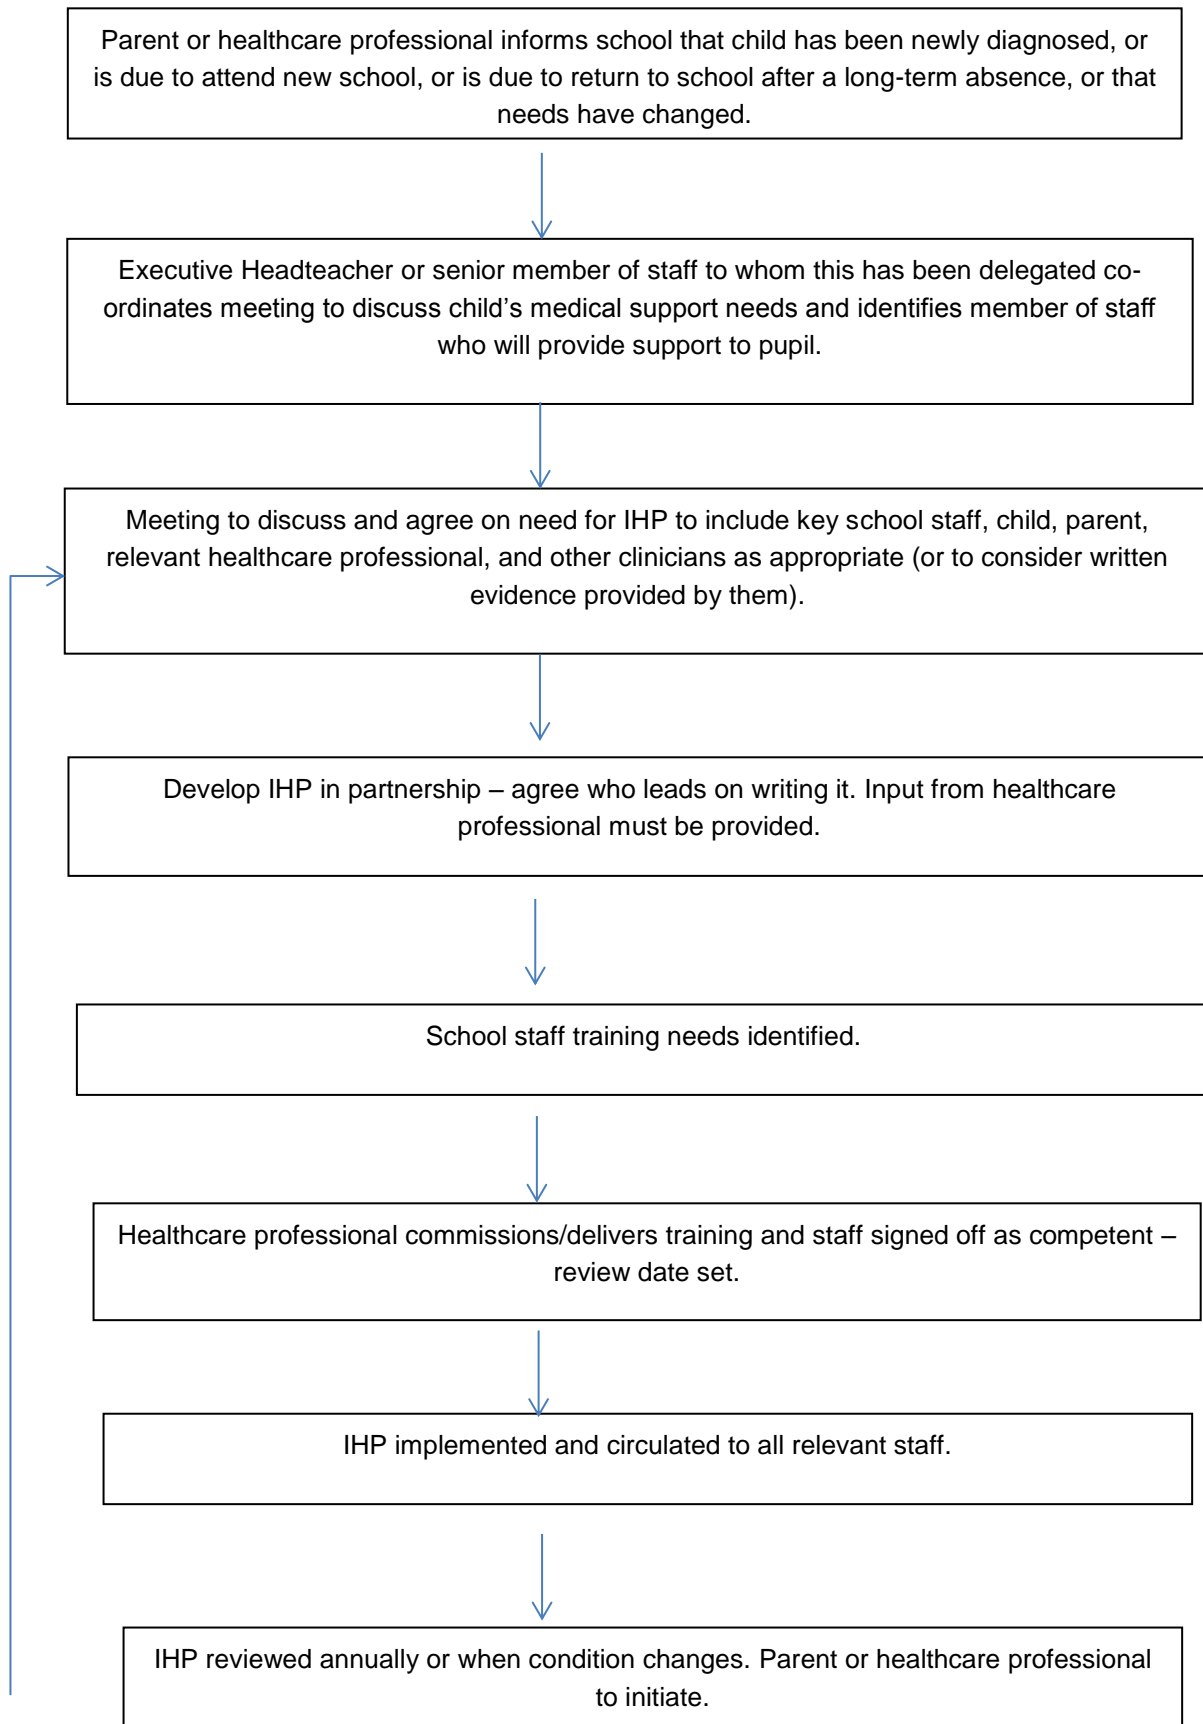 Parent or healthcare professional informs school that child has been newly diagnosed, or
is due to attend new school, or is due to return to school after a long-term absence, or that
needs have changed.
Executive Headteacher or senior member of staff to whom this has been delegated co-
ordinates meeting to discuss child’s medical support needs and identifies member of staff
who will provide support to pupil.
Meeting to discuss and agree on need for IHP to include key school staff, child, parent,
relevant healthcare professional, and other clinicians as appropriate (or to consider written
evidence provided by them).
Develop IHP in partnership – agree who leads on writing it. Input from healthcare
professional must be provided.
School staff training needs identified.
Healthcare professional commissions/delivers training and staff signed off as competent –
review date set.
IHP implemented and circulated to all relevant staff.
IHP reviewed annually or when condition changes. Parent or healthcare professional
to initiate.